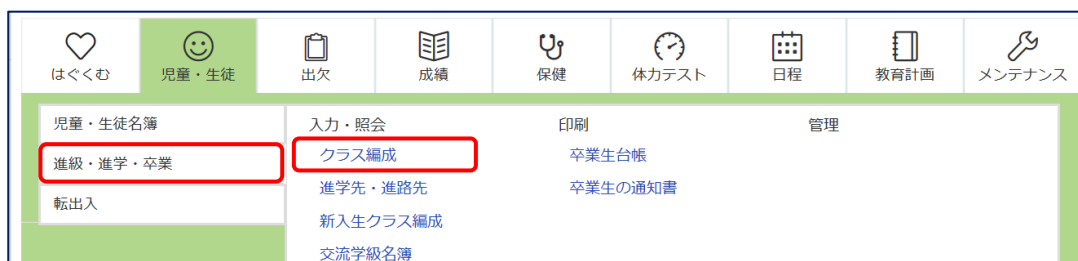 はぐくむ 児童・生徒 出欠 成績 保健 体力テスト 日程 教育計画 メンテナンス
児童・生徒名簿 入力・照会 印刷 管理
進級・進学・卒業 クラス編成 卒業生台帳
進学先・進路先 卒業生の通知書
転出入
新入生クラス編成
交流学級名簿